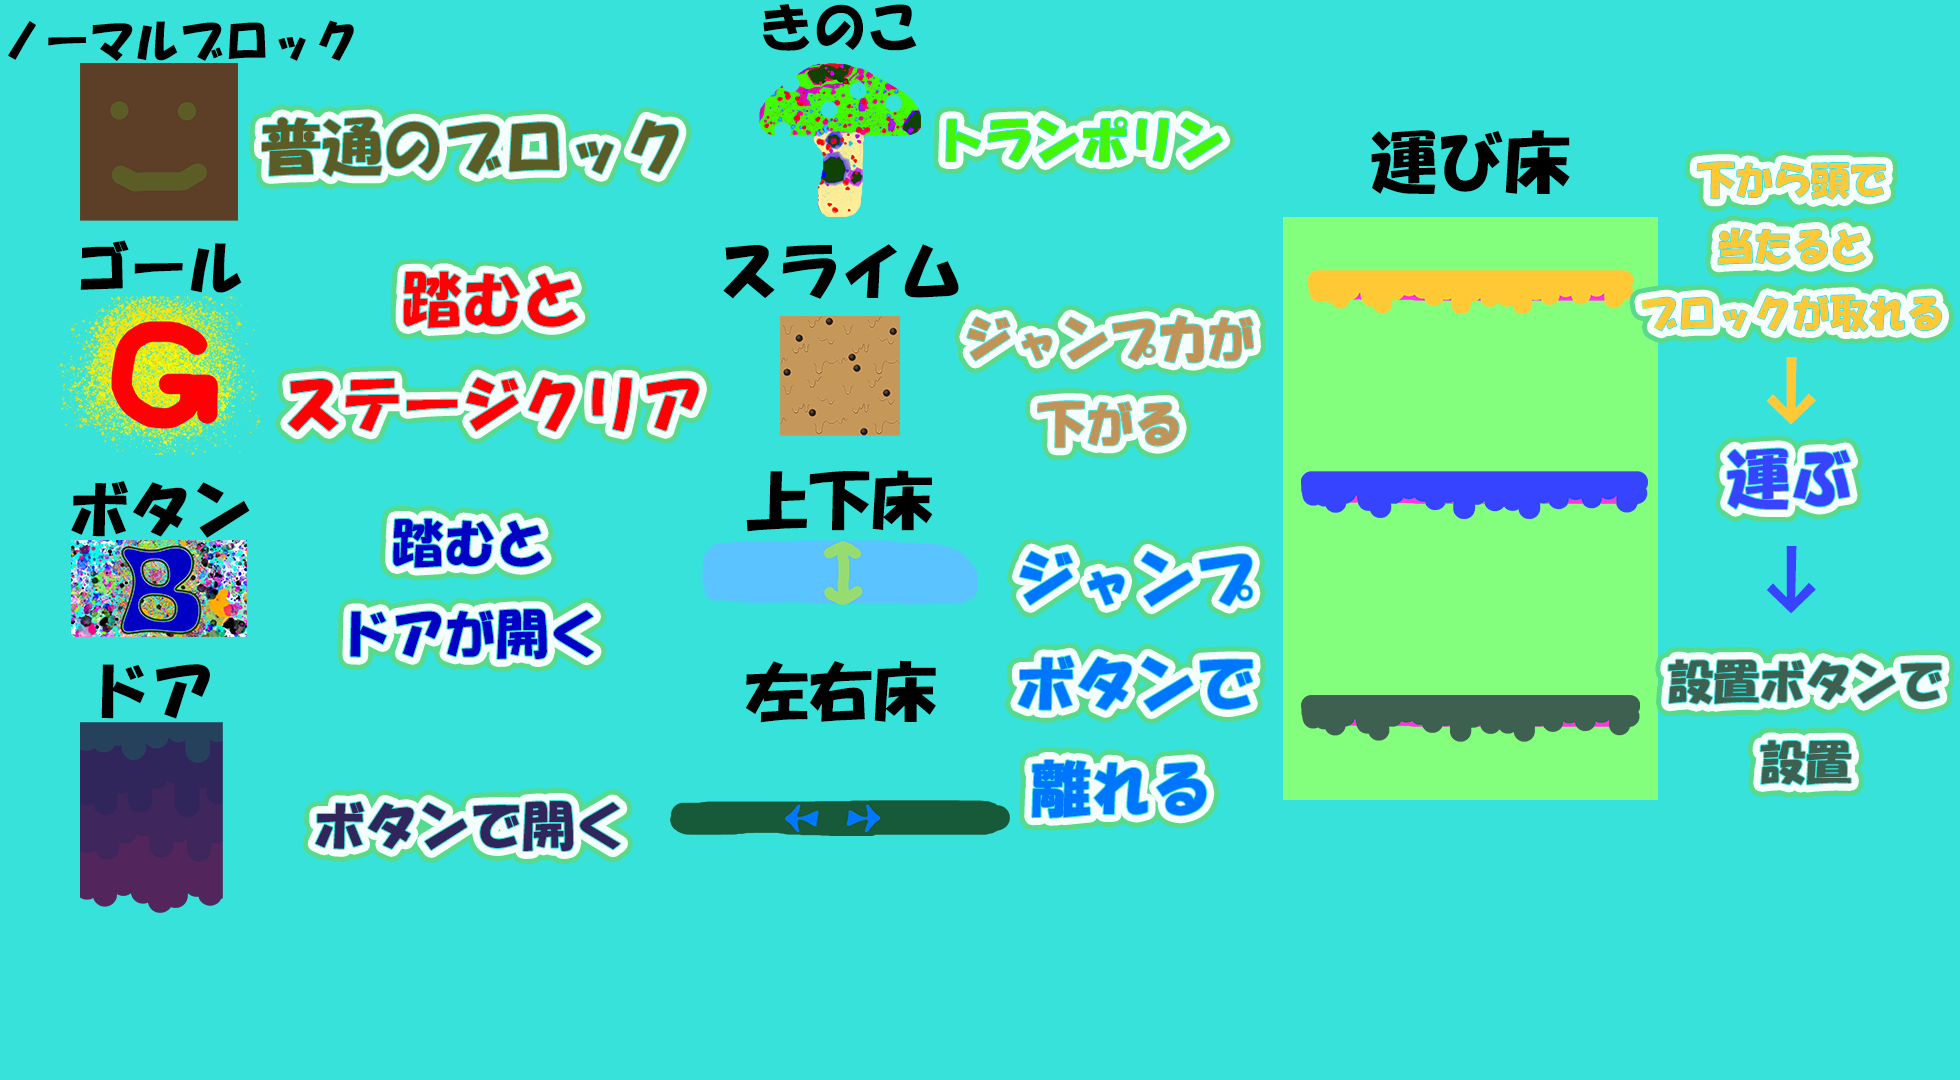 ノーマルブロック
普通のブロック
ゴール
G
踏むと
ステージクリア
ボタン
B
踏むと
ドアが開く
ドア
ボタンで開く
きのこ
トランポリン
スライム
ジャンプ力が
下がる
上下床
左右床
ジャンプ
ボタンで
離れる
運び床
下から頭で
当たると
ブロックが取れる
↓
運ぶ
↓
設置ボタンで
設置